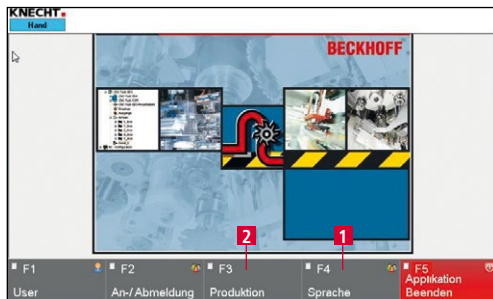 KNECHT
Hand
BECKHOFF
2
1
F1
User
F2
An-/Abmeldung
F3
Produktion
F4
Sprache
F5
Applikation
Beenden